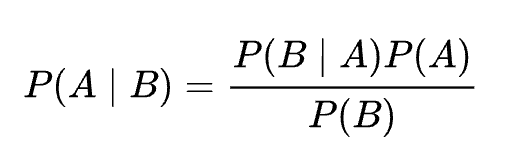 P(A | B) = P(B | A)P(A) / P(B)